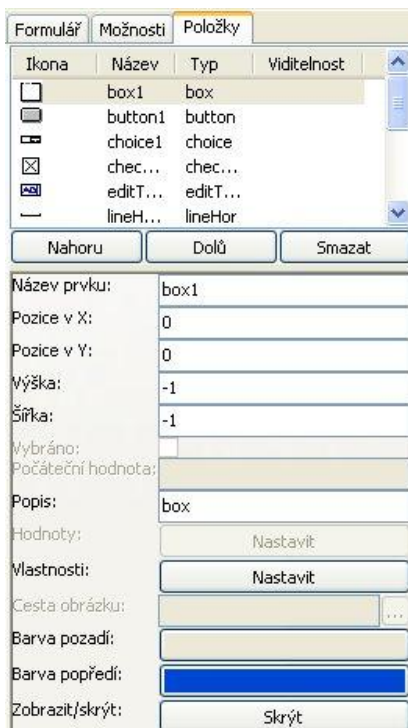 Formulář Možnosti Položky
Ikona Název Typ Viditelnost
box1 box
button1 button
choice1 choice
chec... chec...
editT... editT...
lineH... lineHor
Nahoru Dolů Smazat
Název prvku: box1
Pozice v X: 0
Pozice v Y: 0
Výška: -1
Šířka: -1
Vybráno:
Počáteční hodnota:
Popis: box
Hodnoty: Nastavit
Vlastnosti: Nastavit
Cesta obrázku: ...
Barva pozadí:
Barva popředí:
Zobrazit/skrýt: Skrýt